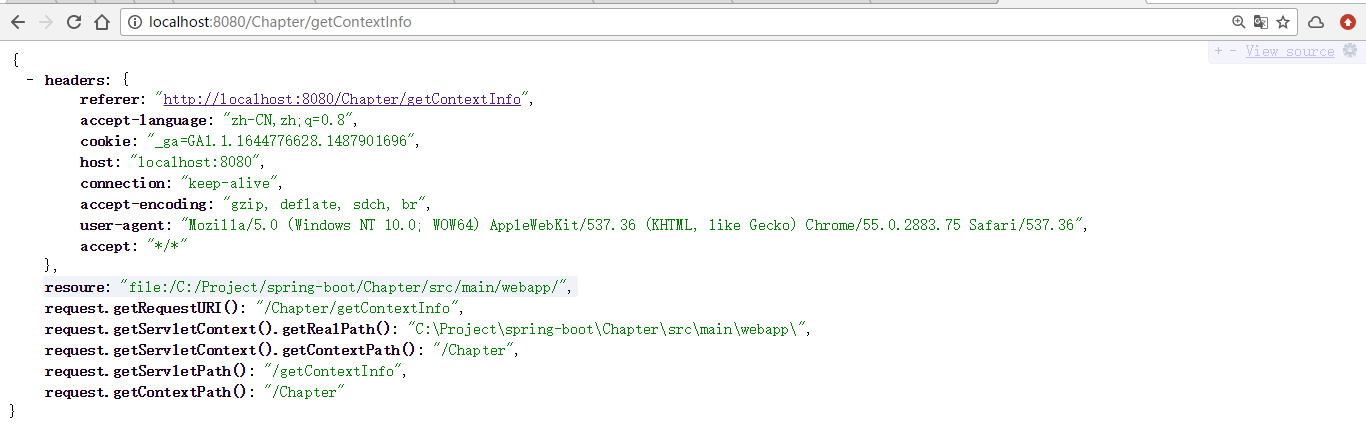 localhost:8080/Chapter/getContextInfo
+ - View source
{
- headers: {
referer: "http://localhost:8080/Chapter/getContextInfo",
accept-language: "zh-CN,zh;q=0.8",
cookie: "_ga=GA1.1.1644776628.1487901696",
host: "localhost:8080",
connection: "keep-alive",
accept-encoding: "gzip, deflate, sdch, br",
user-agent: "Mozilla/5.0 (Windows NT 10.0; WOW64) AppleWebKit/537.36 (KHTML, like Gecko) Chrome/55.0.2883.75 Safari/537.36",
accept: "*/*"
},
resoure: "file:/C:/Project/spring-boot/Chapter/src/main/webapp/",
request.getRequestURI(): "/Chapter/getContextInfo",
request.getServletContext().getRealPath(): "C:\Project\spring-boot\Chapter\src\main\webapp\",
request.getServletContext().getContextPath(): "/Chapter",
request.getServletPath(): "/getContextInfo",
request.getContextPath(): "/Chapter"
}